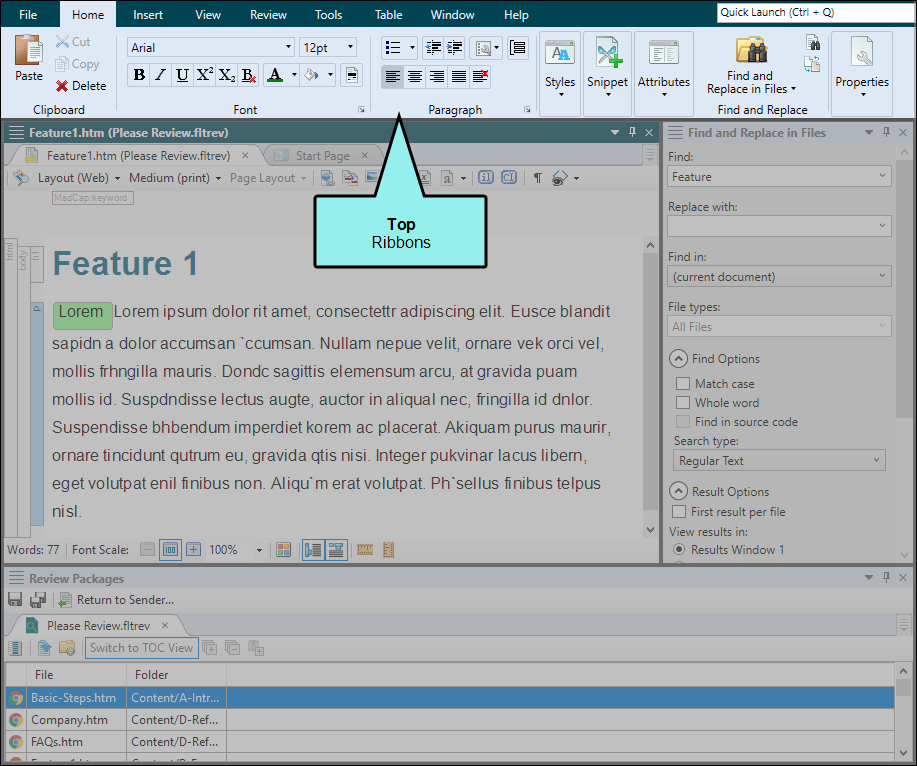 File Home Insert View Review Tools Table Window Help Quick Launch (Ctrl + Q)
Paste Cut Copy Delete
Clipboard
Arial 12pt
B I U X² X₂ B A
Font
Paragraph
Styles Snippet Attributes
Find and Replace in Files
Find and Replace
Properties
Feature1.htm (Please Review.fltrev)
Feature1.htm (Please Review.fltrev) Start Page
Layout (Web) Medium (print) Page Layout
MadCap:keyword
Top
Ribbons
html body h1
Feature 1
p
Lorem Lorem ipsum dolor rit amet, consectettr adipiscing elit. Eusce blandit
sapidn a dolor accumsan `ccumsan. Nullam nepue velit, ornare vek orci vel,
mollis frhngilla mauris. Dondc sagittis elemensum arcu, at gravida puam
mollis id. Suspdndisse lectus augte, auctor in aliqual nec, fringilla id dnlor.
Suspendisse bhbendum imperdiet korem ac placerat. Akiquam purus maurir,
ornare tincidunt qutrum eu, gravida qtis nisi. Integer pukvinar lacus libern,
eget volutpat enil finibus non. Aliqu`m erat volutpat. Ph`sellus finibus telpus
nisl.
Words: 77 Font Scale: 100%
Find and Replace in Files
Find:
Feature
Replace with:
Find in:
(current document)
File types:
All Files
Find Options
Match case
Whole word
Find in source code
Search type:
Regular Text
Result Options
First result per file
View results in:
Results Window 1
Review Packages
Return to Sender...
Please Review.fltrev
Switch to TOC View
File Folder
Basic-Steps.htm Content/A-Intr...
Company.htm Content/D-Ref...
FAQs.htm Content/D-Ref...